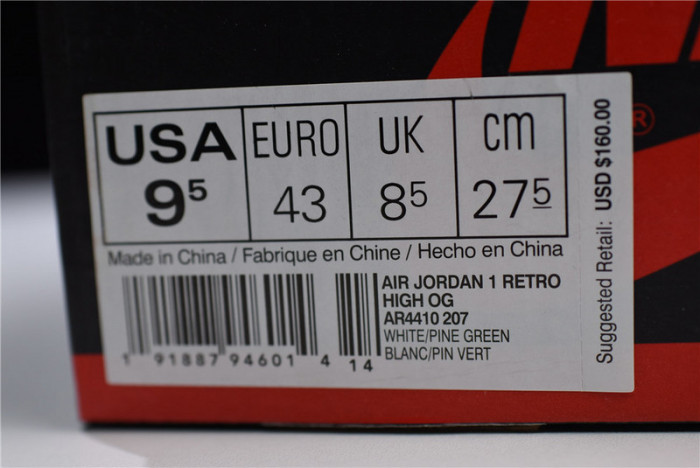 USA EURO UK cm
9⁵ 43 8⁵ 27⁵
Made in China / Fabrique en Chine / Hecho en China
AIR JORDAN 1 RETRO
HIGH OG
AR4410 207
WHITE/PINE GREEN
BLANC/PIN VERT
1 91887 94601 4 14
Suggested Retail: USD $160.00
®